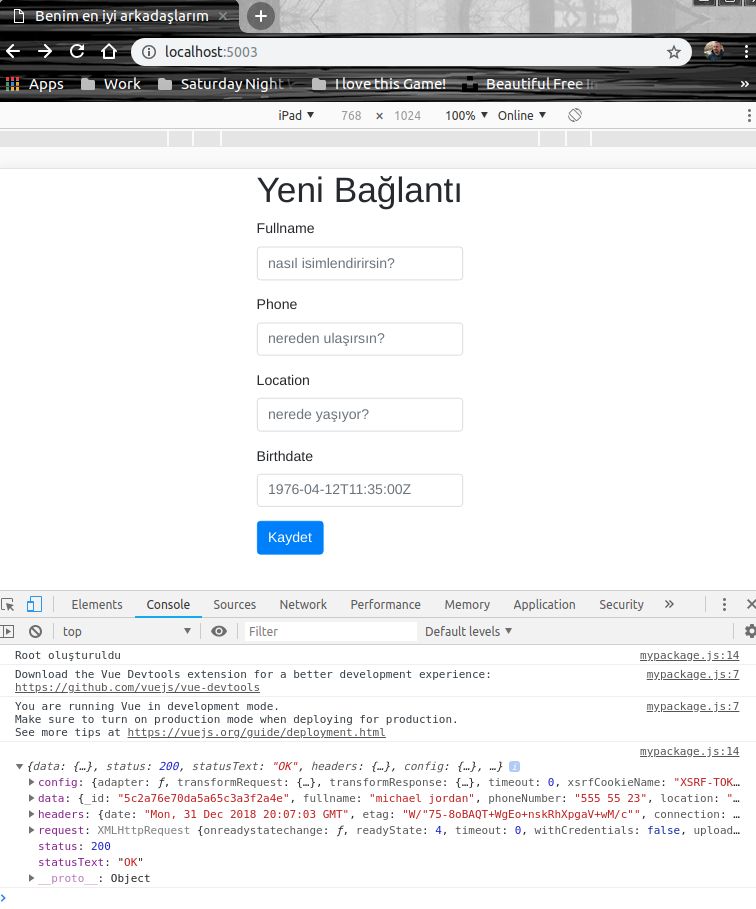 Benim en iyi arkadaşlarım
localhost:5003
Apps Work Saturday Night I love this Game! Beautiful Free »
iPad ▼ 768 × 1024 100% ▼ Online ▼
Yeni Bağlantı
Fullname
nasıl isimlendirirsin?
Phone
nereden ulaşırsın?
Location
nerede yaşıyor?
Birthdate
1976-04-12T11:35:00Z
Kaydet
Elements Console Sources Network Performance Memory Application Security »
top ▼ Filter Default levels ▼
Root oluşturuldu mypackage.js:14
Download the Vue Devtools extension for a better development experience: mypackage.js:7
https://github.com/vuejs/vue-devtools
You are running Vue in development mode. mypackage.js:7
Make sure to turn on production mode when deploying for production.
See more tips at https://vuejs.org/guide/deployment.html
mypackage.js:14
▼ {data: {…}, status: 200, statusText: "OK", headers: {…}, config: {…}, …} i
▶ config: {adapter: ƒ, transformRequest: {…}, transformResponse: {…}, timeout: 0, xsrfCookieName: "XSRF-TOK…
▶ data: {_id: "5c2a76e70da5a65c3a3f2a4e", fullname: "michael jordan", phoneNumber: "555 55 23", location: "…
▶ headers: {date: "Mon, 31 Dec 2018 20:07:03 GMT", etag: "W/"75-8oBAQT+WgEo+nskRhXpgaV+wM/c"", connection: …
▶ request: XMLHttpRequest {onreadystatechange: ƒ, readyState: 4, timeout: 0, withCredentials: false, upload…
status: 200
statusText: "OK"
▶ __proto__: Object